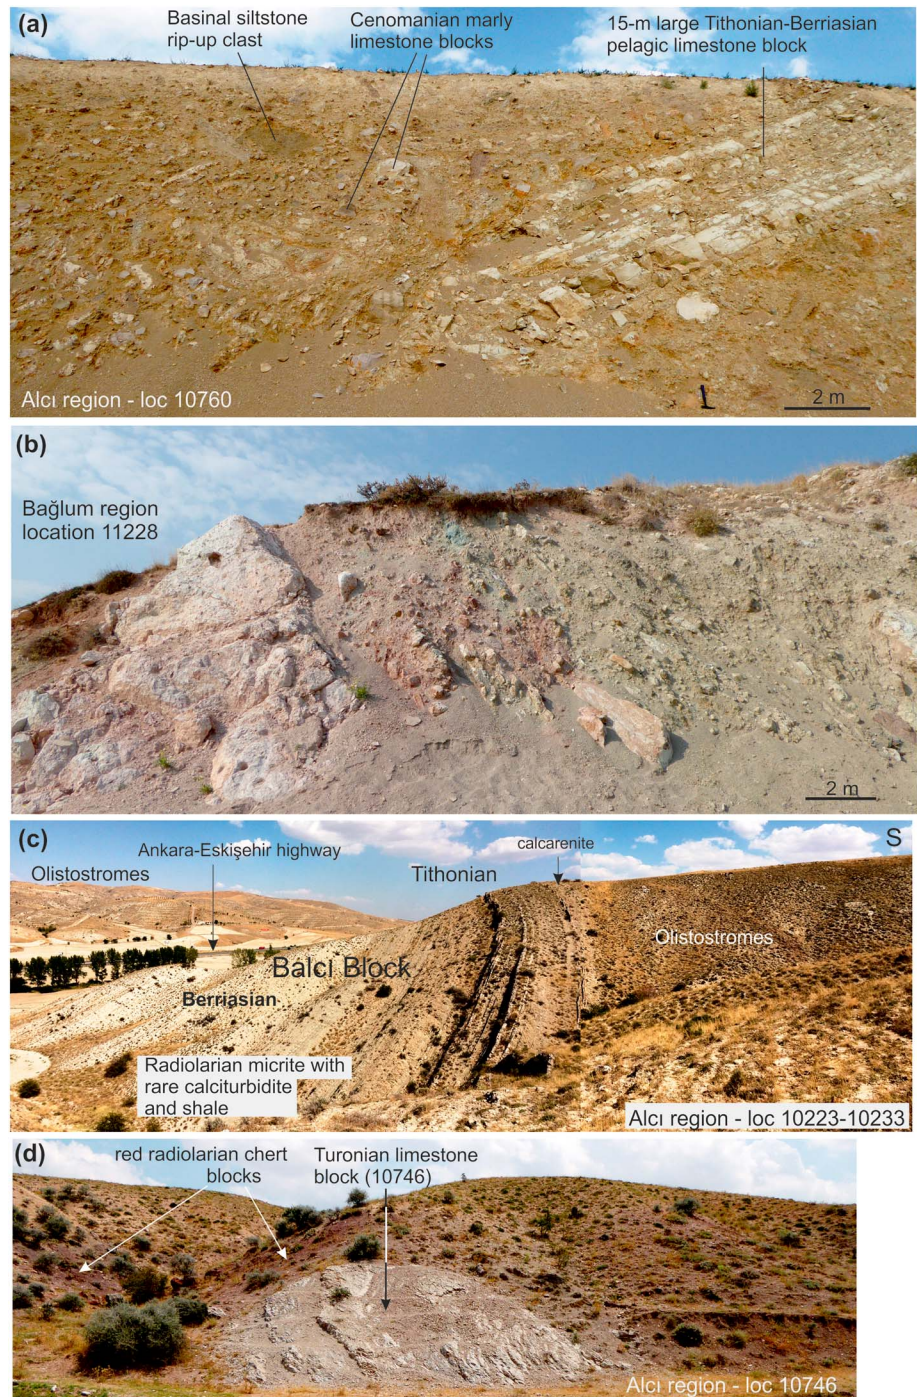 (a)
Basinal siltstone
rip-up clast
Cenomanian marly
limestone blocks
15-m large Tithonian-Berriasian
pelagic limestone block
Alcı region - loc 10760
2 m
(b)
Bağlum region
location 11228
2 m
(c)
Ankara-Eskişehir highway
calcarenite
S
Olistostromes
Tithonian
Olistostromes
Balcı Block
Berriasian
Radiolarian micrite with
rare calciturbidite
and shale
Alcı region - loc 10223-10233
(d)
red radiolarian chert
blocks
Turonian limestone
block (10746)
Alcı region - loc 10746